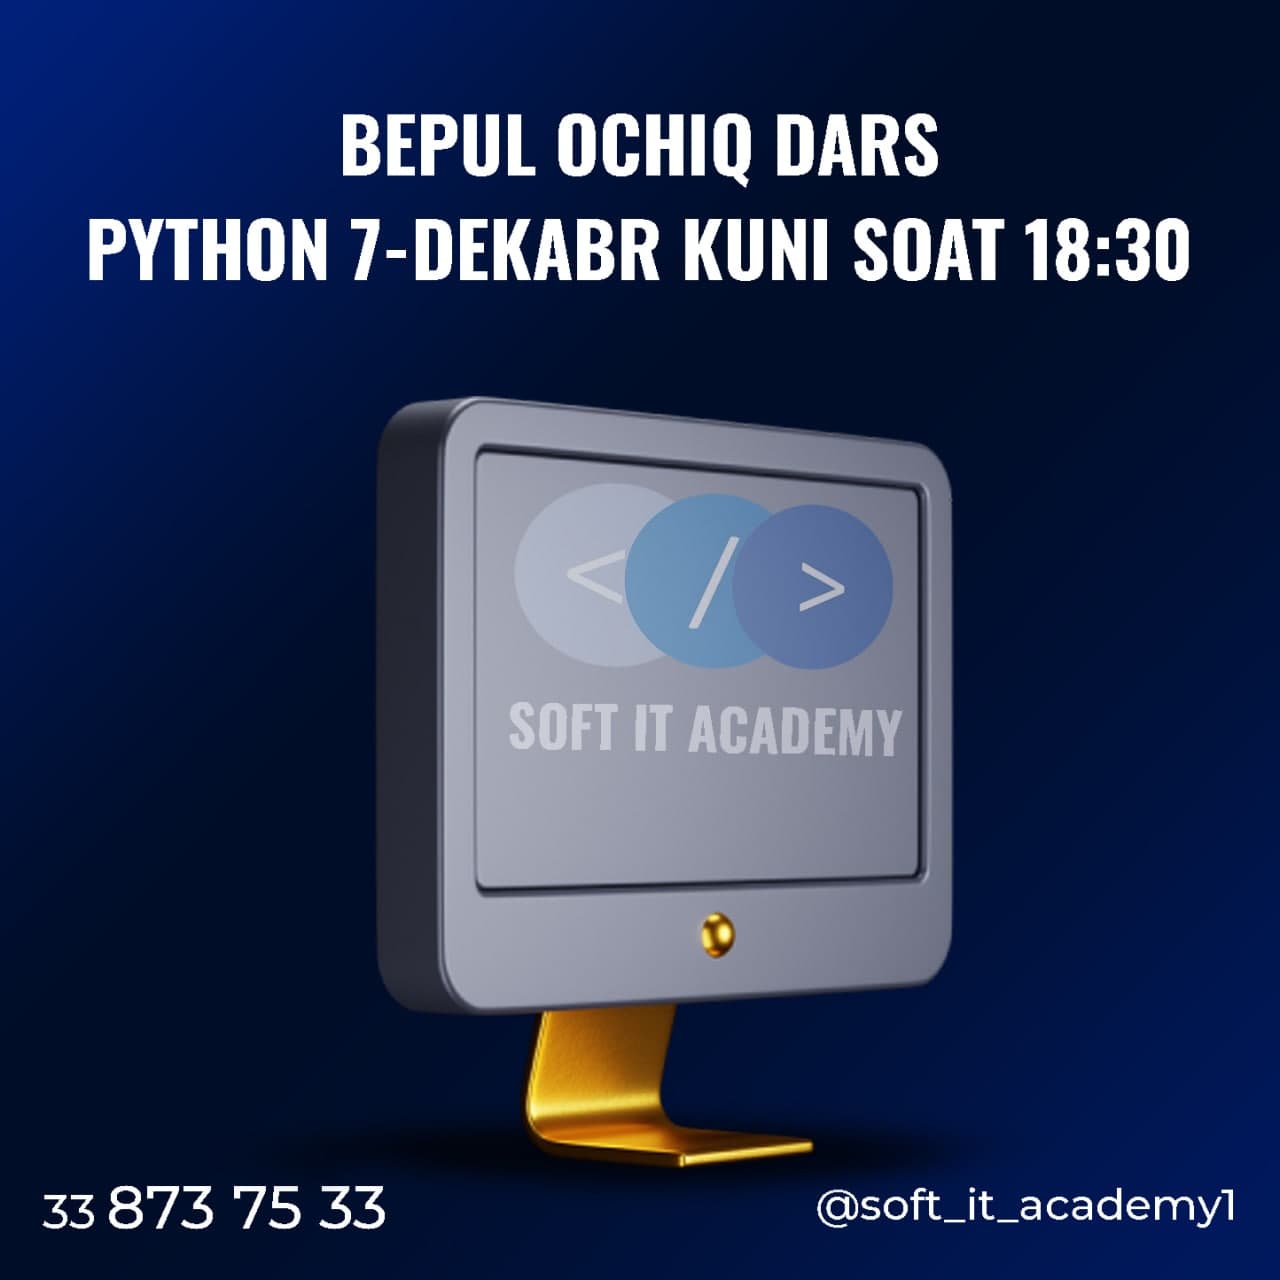 BEPUL OCHIQ DARS
PYTHON 7-DEKABR KUNI SOAT 18:30
< / >
SOFT IT ACADEMY
33 873 75 33
@soft_it_academy1